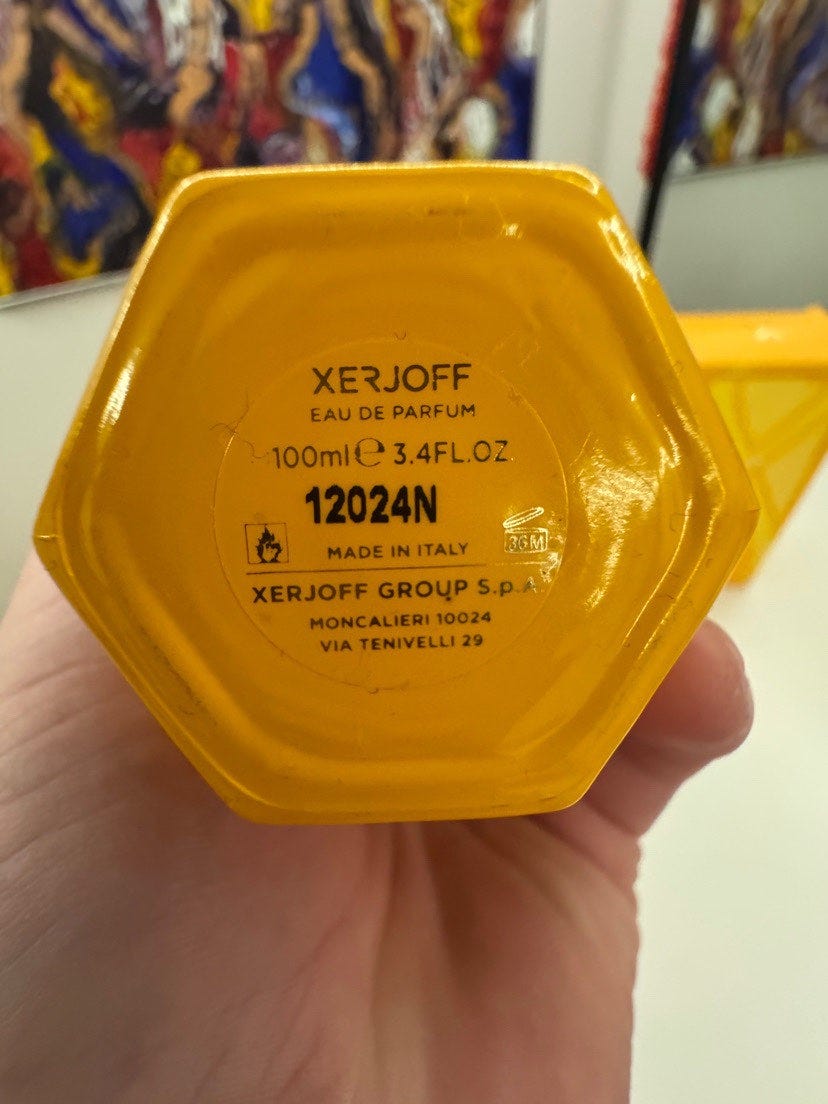 XERJOFF
EAU DE PARFUM
100ml℮ 3.4FL.OZ.
12024N
36M
MADE IN ITALY
XERJOFF GROUP S.p.A.
MONCALIERI 10024
VIA TENIVELLI 29